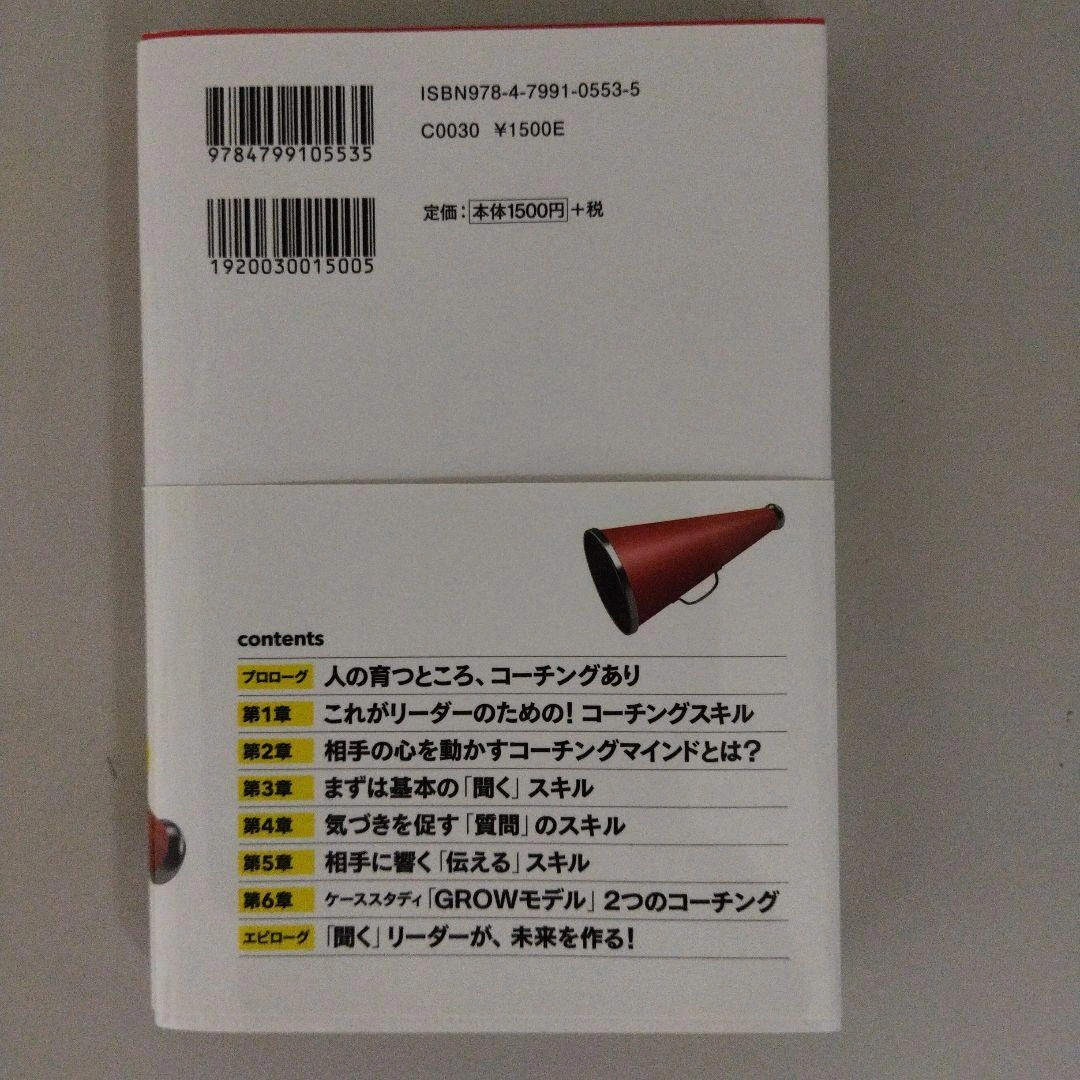 ISBN978-4-7991-0553-5
C0030 ¥1500E
9784799105535
定価：本体1500円＋税
1920030015005
contents
プロローグ 人の育つところ、コーチングあり
第1章 これがリーダーのための！コーチングスキル
第2章 相手の心を動かすコーチングマインドとは？
第3章 まずは基本の「聞く」スキル
第4章 気づきを促す「質問」のスキル
第5章 相手に響く「伝える」スキル
第6章 ケーススタディ「GROWモデル」2つのコーチング
エピローグ 「聞く」リーダーが、未来を作る！